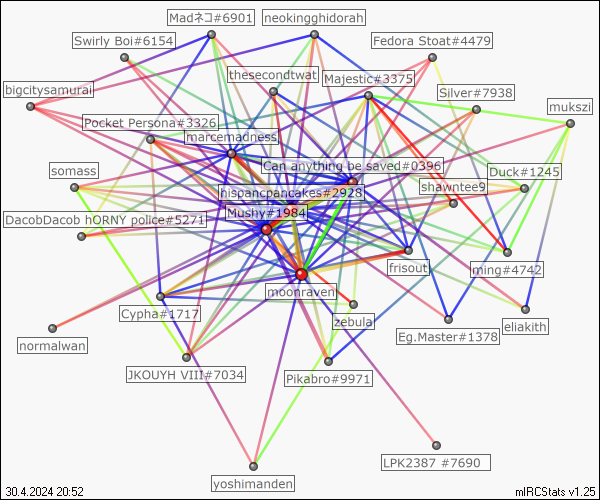 Madネコ#6901
neokingghidorah
Swirly Boi#6154
Fedora Stoat#4479
thesecondtwat
Majestic#3375
bigcitysamurai
Silver#7938
mukszi
Pocket Persona#3326
marcemadness
Can anything be saved#0396
somass
Duck#1245
nispancpancakes#2928
shawntee9
Mushy#1984
DacobDacob hORNY police#5271
frisout
ming#4742
moonraven
Cypha#1717
zebula
eliakith
Eg.Master#1378
normalwan
JKOUYH VIII#7034
Pikabro#9971
LPK2387 #7690
yoshimanden
30.4.2024 20:52
mIRCStats v1.25